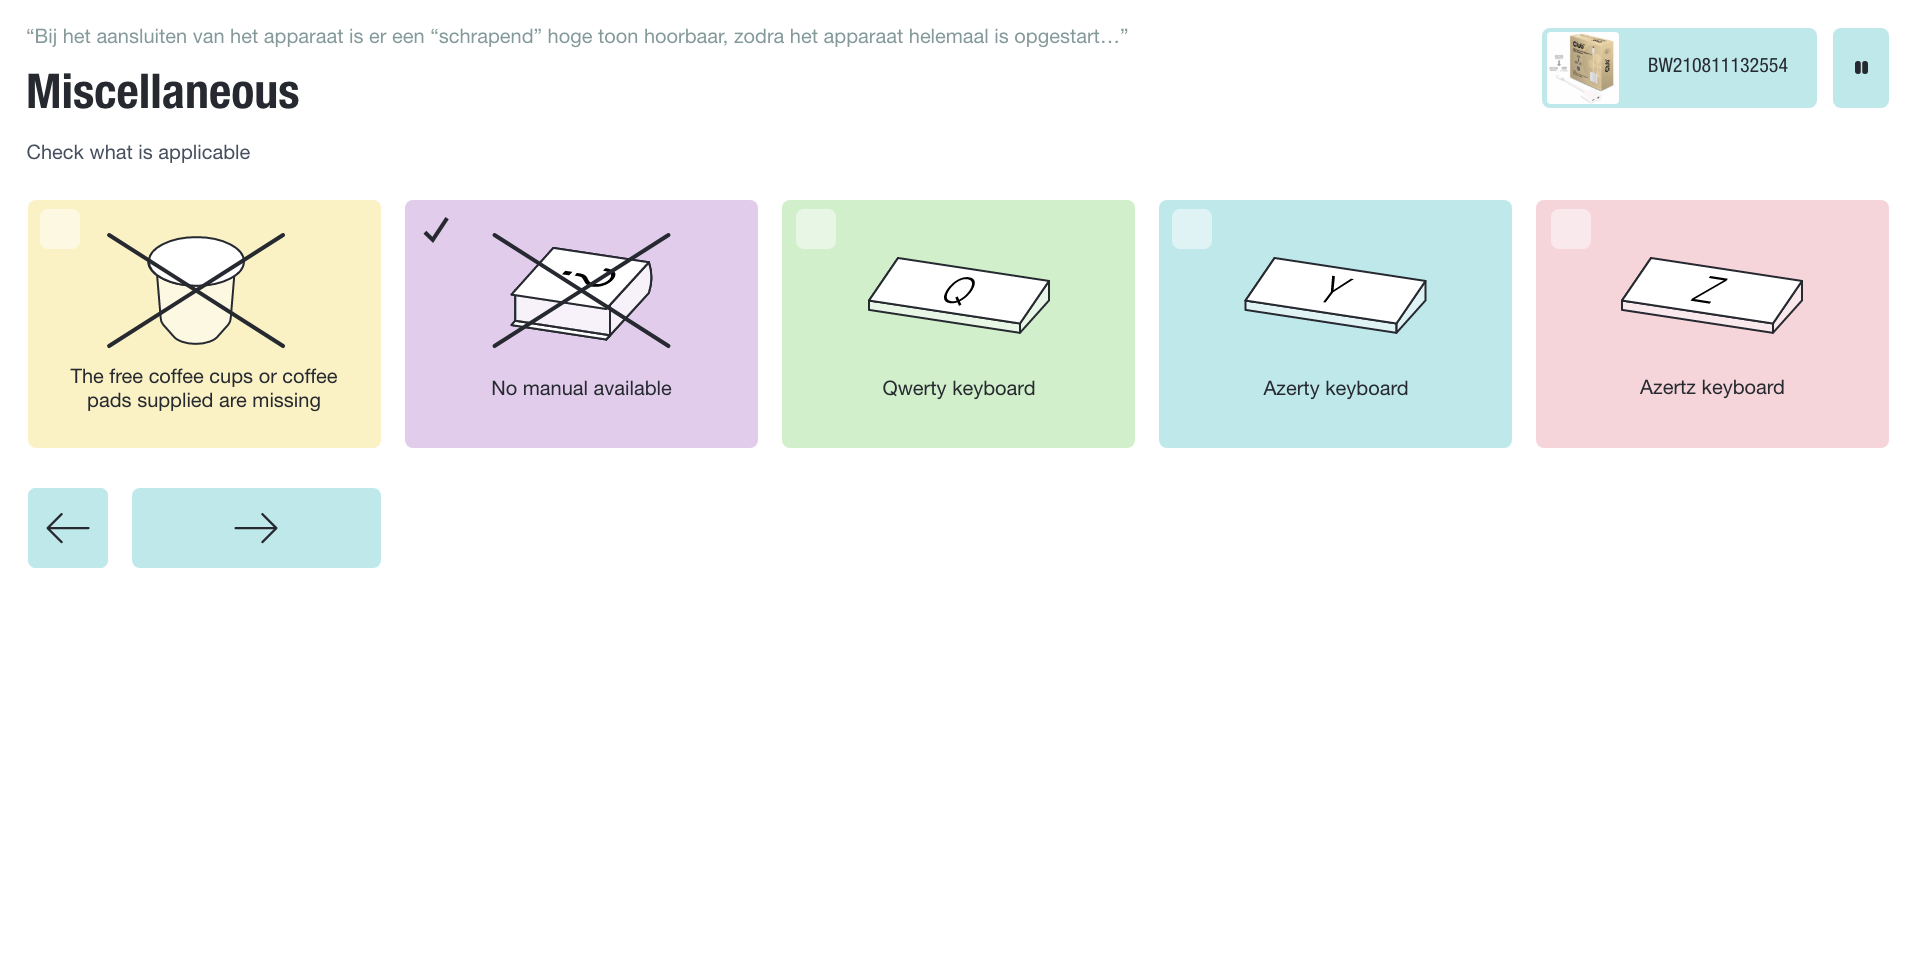 “Bij het aansluiten van het apparaat is er een “schrapend” hoge toon hoorbaar, zodra het apparaat helemaal is opgestart…”
Miscellaneous
BW210811132554
Check what is applicable
The free coffee cups or coffee
pads supplied are missing
No manual available
Q
Qwerty keyboard
Y
Azerty keyboard
Z
Azertz keyboard